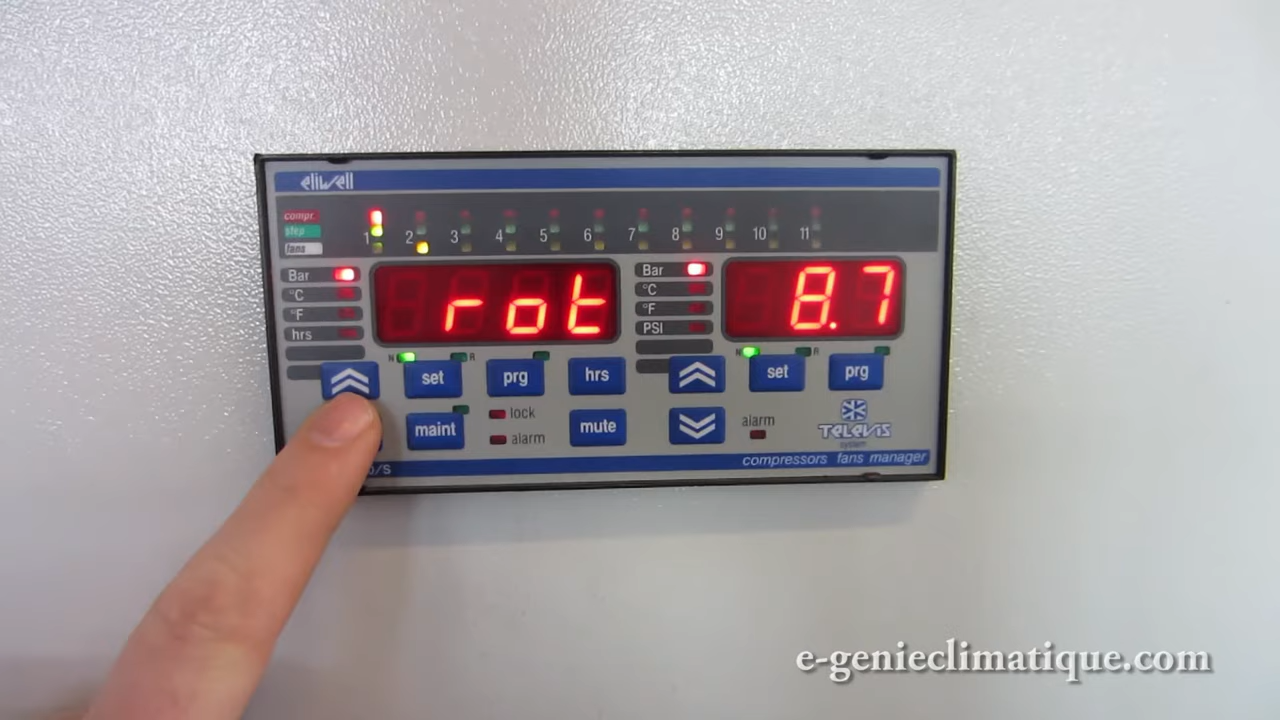 eliwell
compr.
step
fans
1 2 3 4 5 6 7 8 9 10 11
Bar
°C
°F
hrs
rot
Bar
°C
°F
PSI
8.7
N R
set
prg
hrs
N R
set
prg
maint
lock
alarm
mute
alarm
TELEVIS
system
/S
compressors fans manager
e-genieclimatique.com